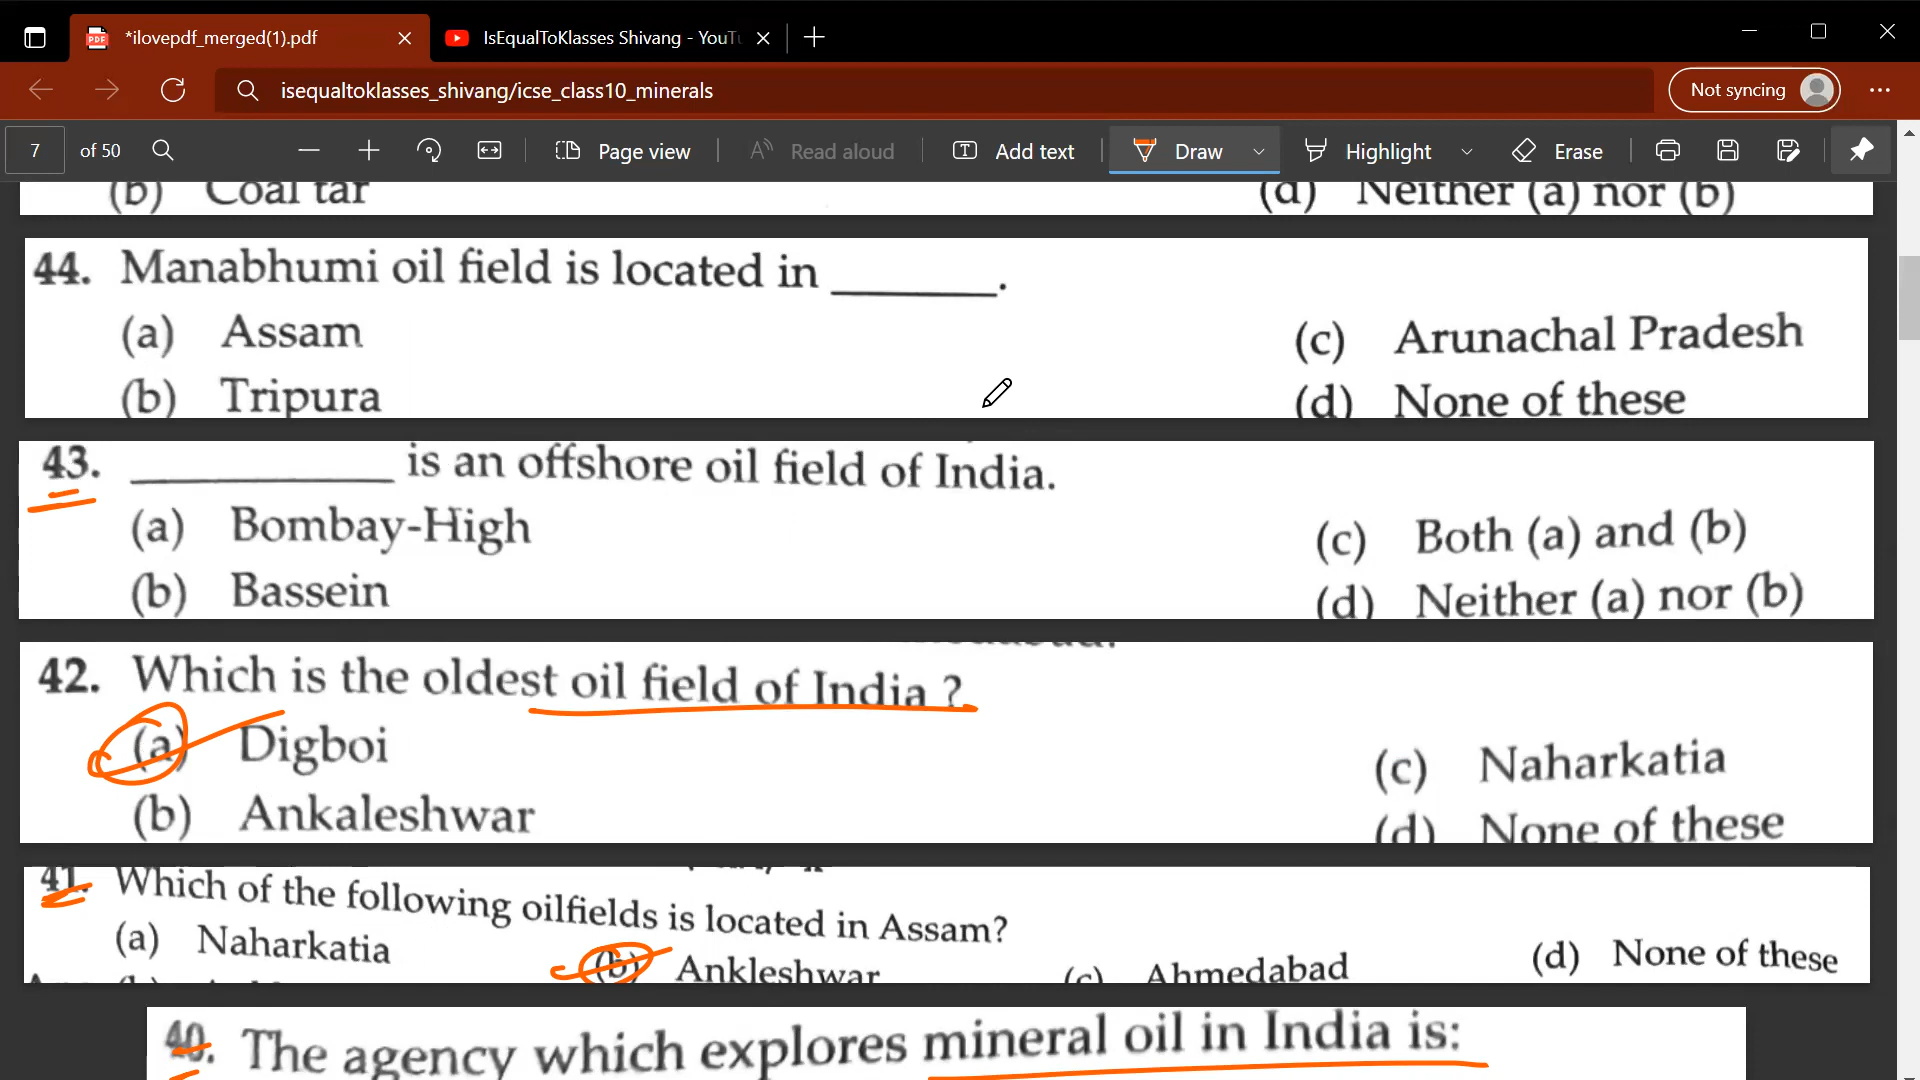 *ilovepdf_merged(1).pdf
IsEqualToKlasses Shivang - YouTu
isequaltoklasses_shivang/icse_class10_minerals
Not syncing
7 of 50
Page view
Read aloud
Add text
Draw
Highlight
Erase
(b) Coal tar (d) Neither (a) nor (b)
44. Manabhumi oil field is located in ________.
(a) Assam (c) Arunachal Pradesh
(b) Tripura (d) None of these
43. ____________ is an offshore oil field of India.
(a) Bombay-High (c) Both (a) and (b)
(b) Bassein (d) Neither (a) nor (b)
42. Which is the oldest oil field of India ?
(a) Digboi (c) Naharkatia
(b) Ankaleshwar (d) None of these
41. Which of the following oilfields is located in Assam?
(a) Naharkatia (b) Ankleshwar (c) Ahmedabad (d) None of these
40. The agency which explores mineral oil in India is: